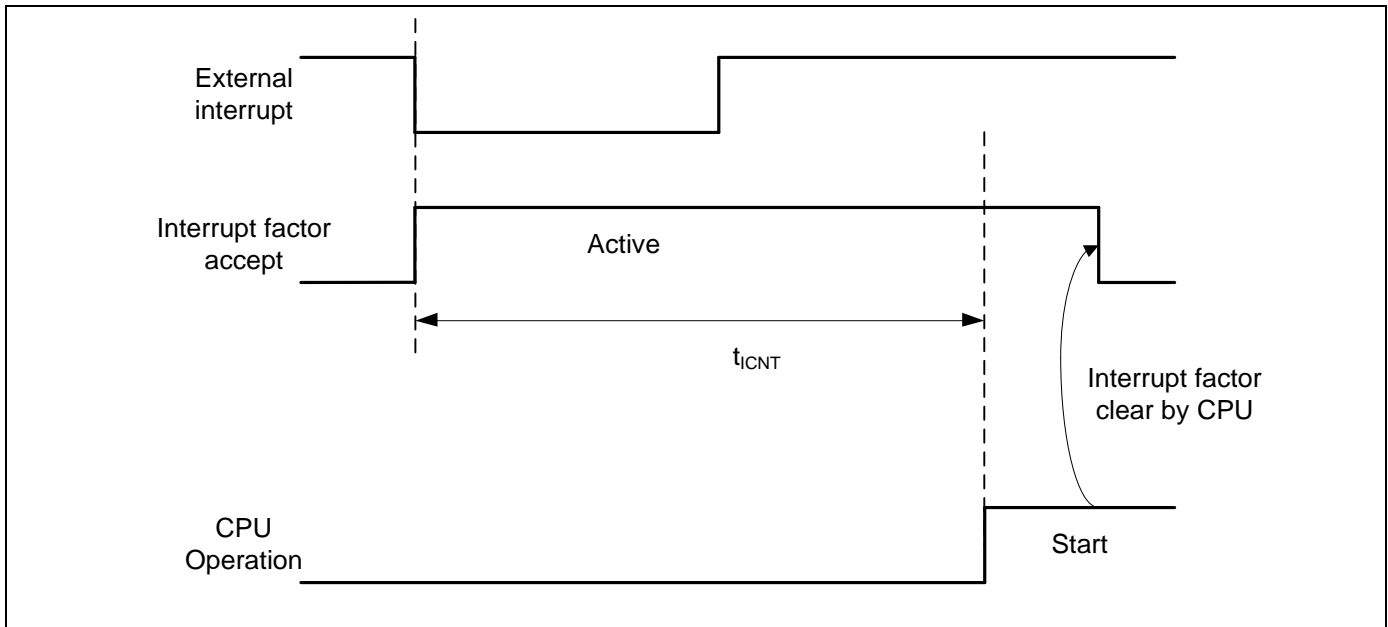 External
interrupt
Interrupt factor
accept
Active
tICNT
Interrupt factor
clear by CPU
CPU
Operation
Start